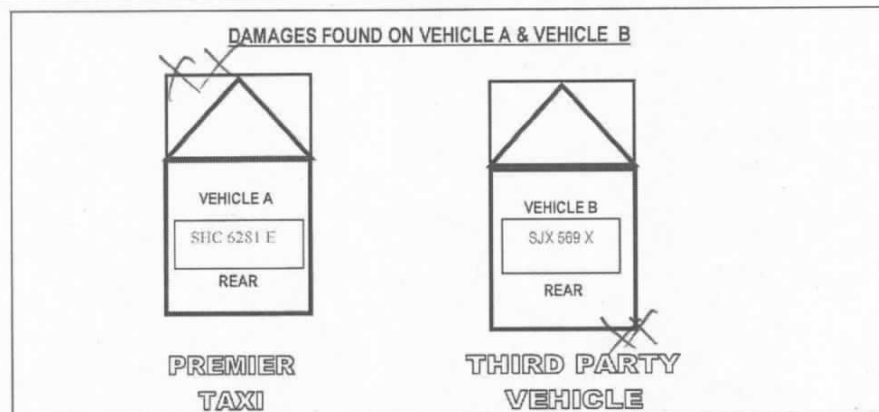 DAMAGES FOUND ON VEHICLE A & VEHICLE B
VEHICLE A
SHC 6281 E
REAR
PREMIER
TAXI
VEHICLE B
SJX 569 X
REAR
THIRD PARTY
VEHICLE